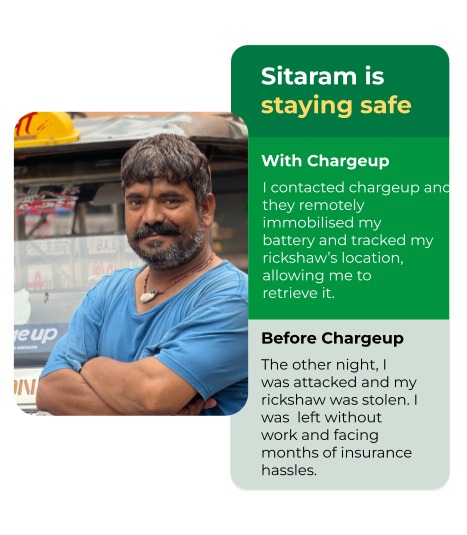 Sitaram is
staying safe
With Chargeup
I contacted chargeup and
they remotely
immobilised my
battery and tracked my
rickshaw's location,
allowing me to
retrieve it.
Before Chargeup
The other night, I
was attacked and my
rickshaw was stolen. I
was left without
work and facing
months of insurance
hassles.
geup